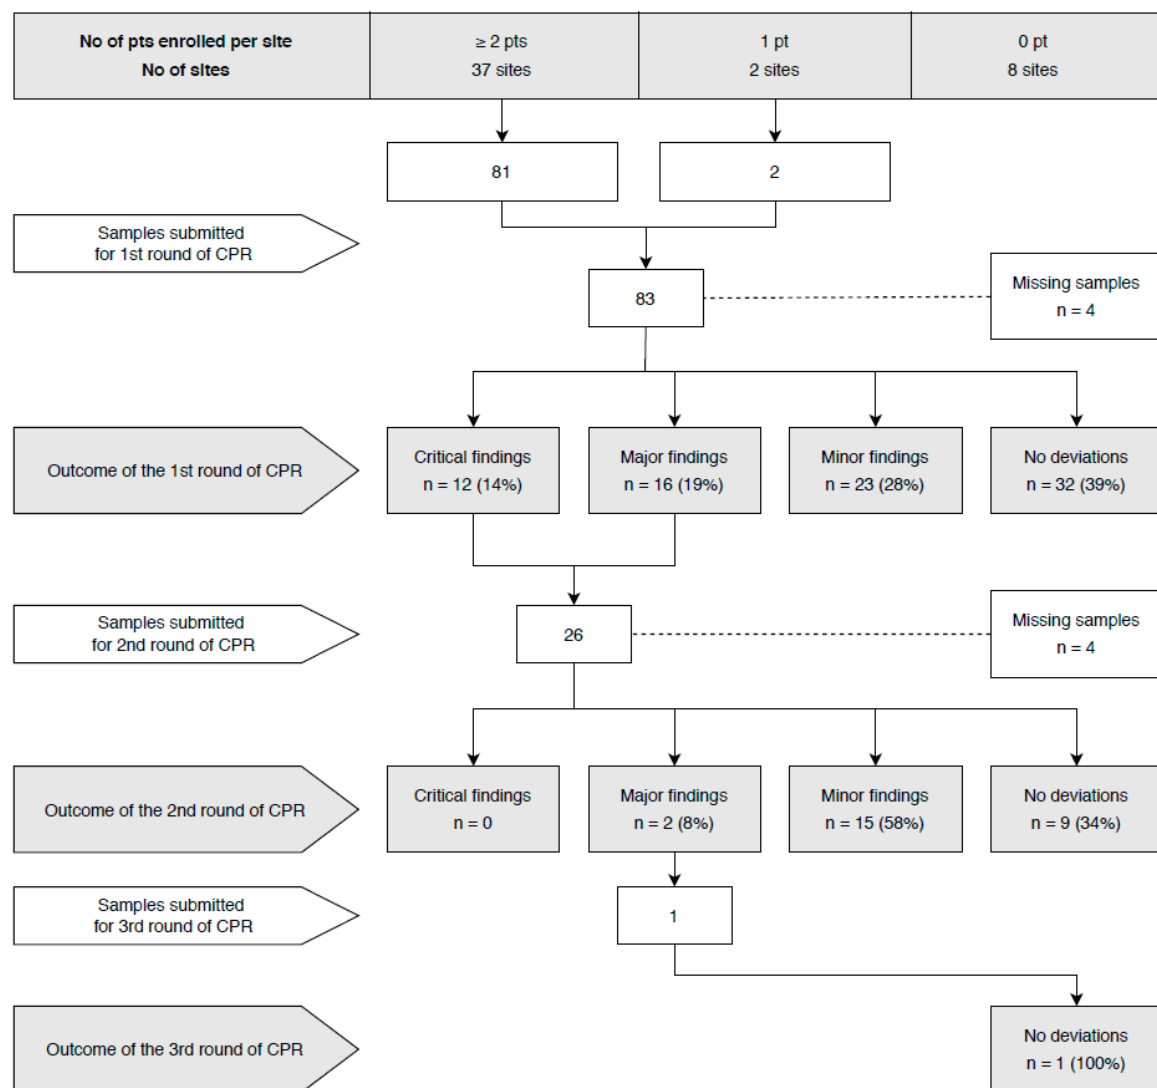 No of pts enrolled per site
No of sites
≥ 2 pts
37 sites
1 pt
2 sites
0 pt
8 sites
81
2
Samples submitted
for 1st round of CPR
83
Missing samples
n = 4
Outcome of the 1st round of CPR
Critical findings
n = 12 (14%)
Major findings
n = 16 (19%)
Minor findings
n = 23 (28%)
No deviations
n = 32 (39%)
Samples submitted
for 2nd round of CPR
26
Missing samples
n = 4
Outcome of the 2nd round of CPR
Critical findings
n = 0
Major findings
n = 2 (8%)
Minor findings
n = 15 (58%)
No deviations
n = 9 (34%)
Samples submitted
for 3rd round of CPR
1
Outcome of the 3rd round of CPR
No deviations
n = 1 (100%)